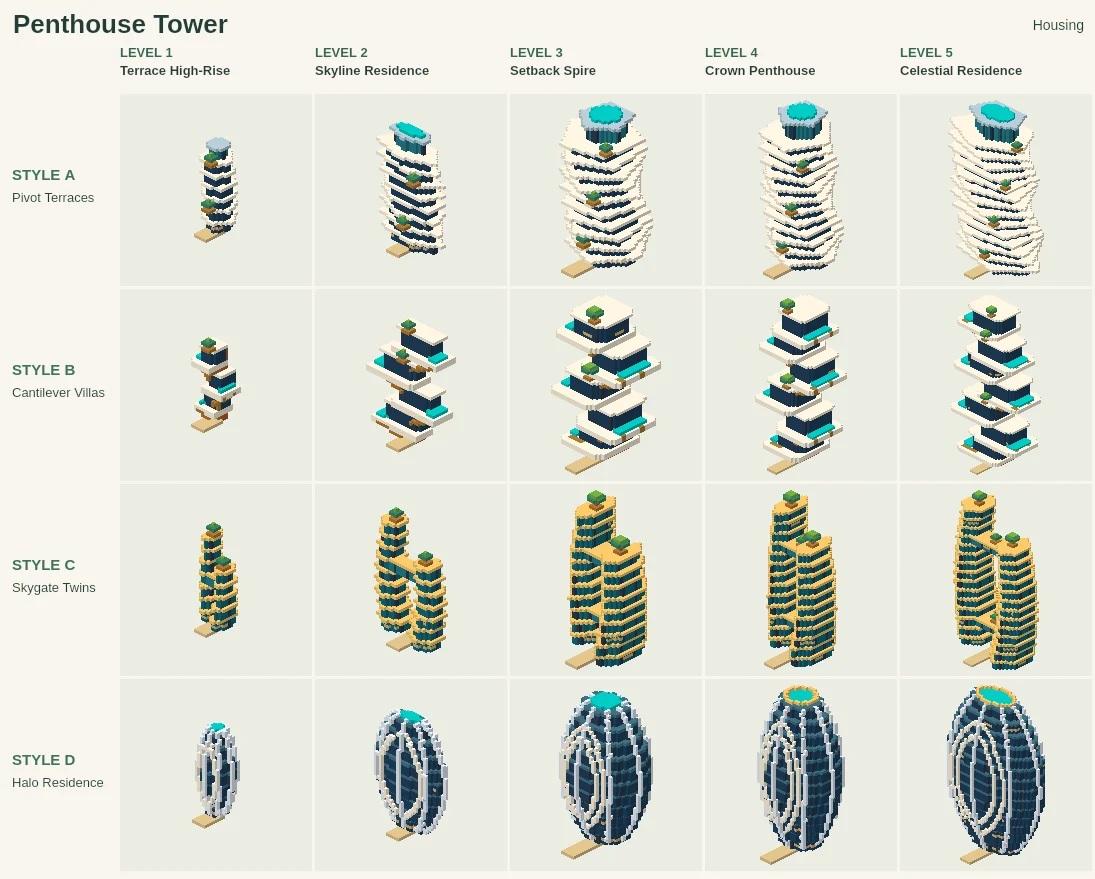 Penthouse Tower
Housing
LEVEL 1
Terrace High-Rise
LEVEL 2
Skyline Residence
LEVEL 3
Setback Spire
LEVEL 4
Crown Penthouse
LEVEL 5
Celestial Residence
STYLE A
Pivot Terraces
STYLE B
Cantilever Villas
STYLE C
Skygate Twins
STYLE D
Halo Residence